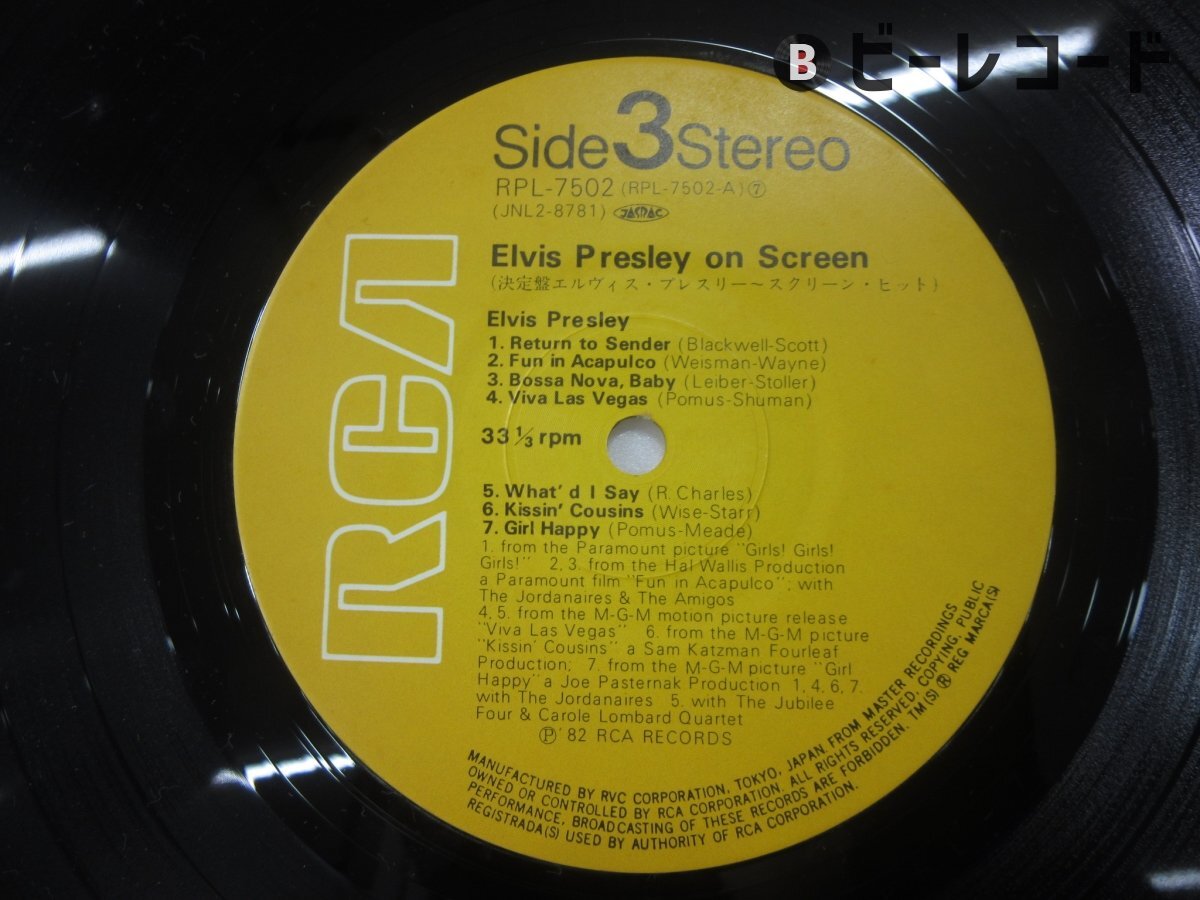 B ビーレコード
Side 3 Stereo
RPL-7502 (RPL-7502-A) ⑦
(JNL2-8781) JASRAC
Elvis Presley on Screen
(決定盤エルヴィス・プレスリー〜スクリーン・ヒット)
Elvis Presley
1. Return to Sender (Blackwell-Scott)
2. Fun in Acapulco (Weisman-Wayne)
3. Bossa Nova, Baby (Leiber-Stoller)
4. Viva Las Vegas (Pomus-Shuman)
33 1/3 rpm
5. What' d I Say (R. Charles)
6. Kissin' Cousins (Wise-Starr)
7. Girl Happy (Pomus-Meade)
1. from the Paramount picture "Girls! Girls!
Girls!" 2, 3. from the Hal Wallis Production
a Paramount film "Fun in Acapulco"; with
The Jordanaires & The Amigos
4, 5. from the M-G-M motion picture release
"Viva Las Vegas" 6. from the M-G-M picture
"Kissin' Cousins" a Sam Katzman Fourleaf
Production; 7. from the M-G-M picture "Girl
Happy" a Joe Pasternak Production 1, 4, 6, 7.
with The Jordanaires 5. with The Jubilee
Four & Carole Lombard Quartet
Ⓟ '82 RCA RECORDS
RCA
MANUFACTURED BY RVC CORPORATION, TOKYO, JAPAN FROM MASTER RECORDINGS
OWNED OR CONTROLLED BY RCA CORPORATION. ALL RIGHTS RESERVED. COPYING, PUBLIC
PERFORMANCE, BROADCASTING OF THESE RECORDS ARE FORBIDDEN. TM(S) ® REG MARCA(S)
REGISTRADA(S) USED BY AUTHORITY OF RCA CORPORATION.